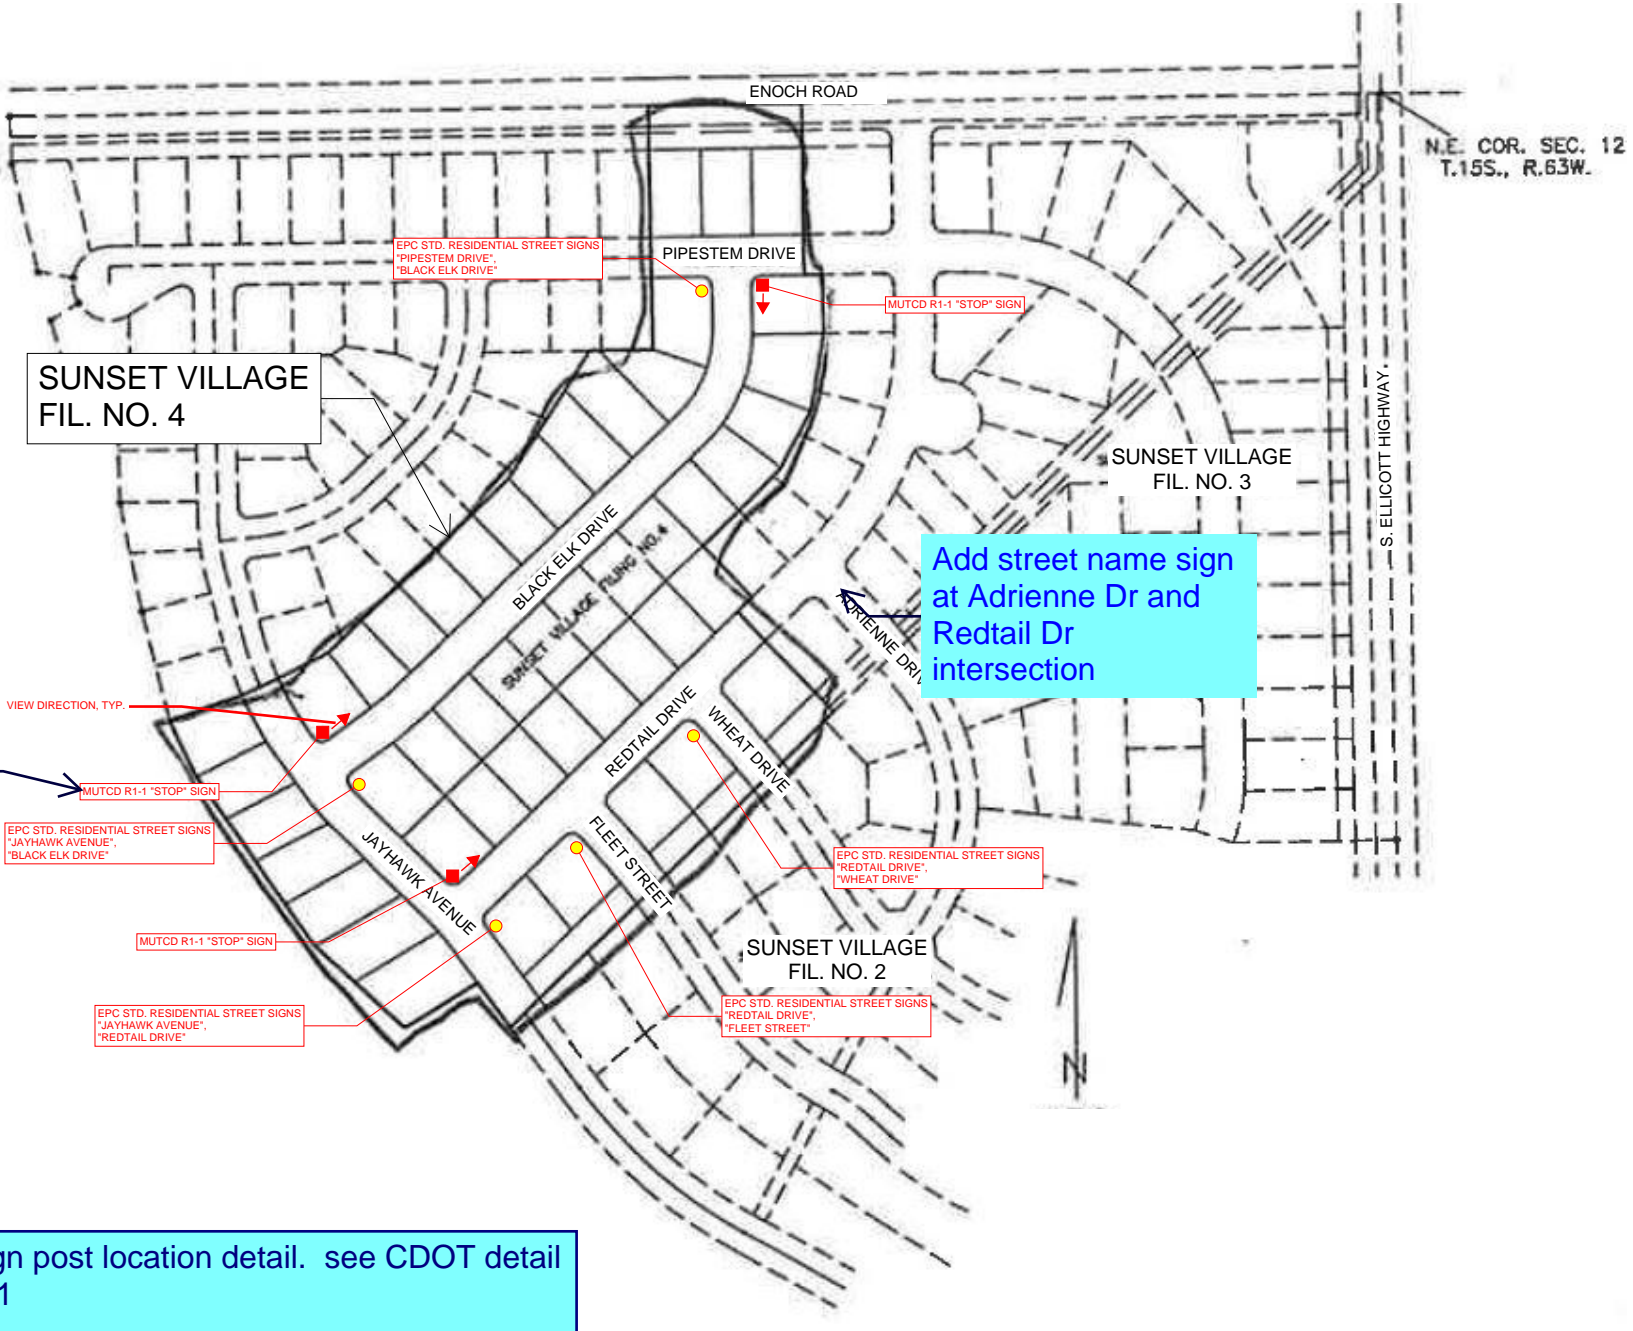 ENOCH ROAD
N.E. COR. SEC. 12
T.15S., R.63W.
EPC STD. RESIDENTIAL STREET SIGNS
"PIPESTEM DRIVE",
"BLACK ELK DRIVE"
PIPESTEM DRIVE
MUTCD R1-1 "STOP" SIGN
SUNSET VILLAGE
FIL. NO. 4
S. ELLICOTT HIGHWAY
SUNSET VILLAGE
FIL. NO. 3
BLACK ELK DRIVE
SUNSET VILLAGE FILING NO.4
Add street name sign
at Adrienne Dr and
Redtail Dr
intersection
ADRIENNE DRIV
VIEW DIRECTION, TYP.
REDTAIL DRIVE
WHEAT DRIVE
MUTCD R1-1 "STOP" SIGN
EPC STD. RESIDENTIAL STREET SIGNS
"JAYHAWK AVENUE",
"BLACK ELK DRIVE"
JAYHAWK AVENUE
FLEET STREET
EPC STD. RESIDENTIAL STREET SIGNS
"REDTAIL DRIVE",
"WHEAT DRIVE"
MUTCD R1-1 "STOP" SIGN
SUNSET VILLAGE
FIL. NO. 2
EPC STD. RESIDENTIAL STREET SIGNS
"JAYHAWK AVENUE",
"REDTAIL DRIVE"
EPC STD. RESIDENTIAL STREET SIGNS
"REDTAIL DRIVE",
"FLEET STREET"
N
gn post location detail. see CDOT detail
1